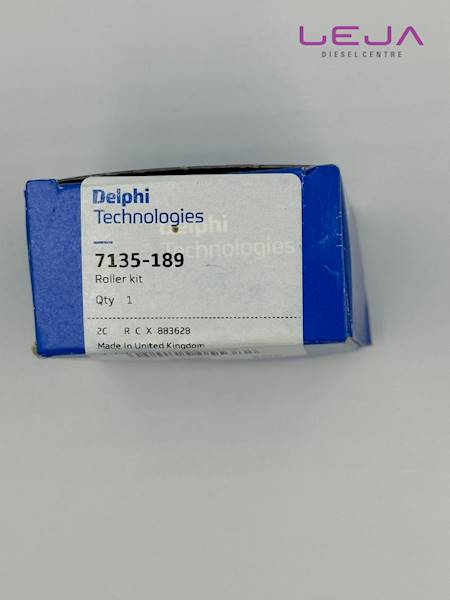 LEJA
DIESEL CENTRE
Delphi
Technologies
Delphi
Technologies
7135-189
Roller kit
Qty 1
2C R C X 883628
Made in United Kingdom